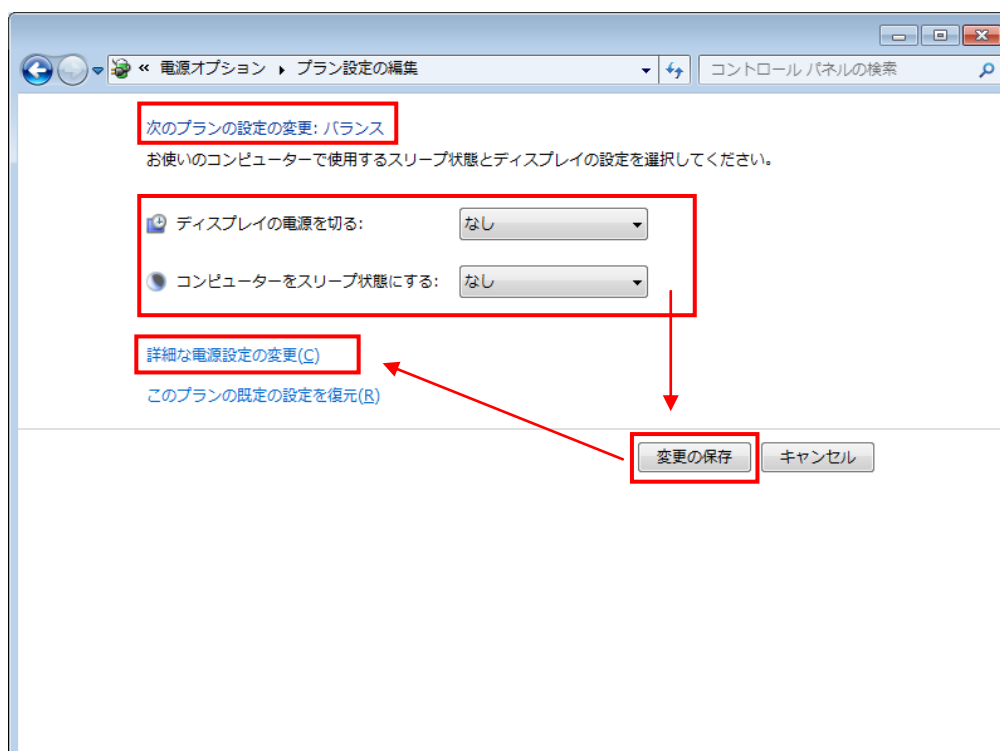 « 電源オプション ▸ プラン設定の編集
コントロール パネルの検索
次のプランの設定の変更: バランス
お使いのコンピューターで使用するスリープ状態とディスプレイの設定を選択してください。
ディスプレイの電源を切る: なし
コンピューターをスリープ状態にする: なし
詳細な電源設定の変更(C)
このプランの既定の設定を復元(R)
変更の保存 キャンセル